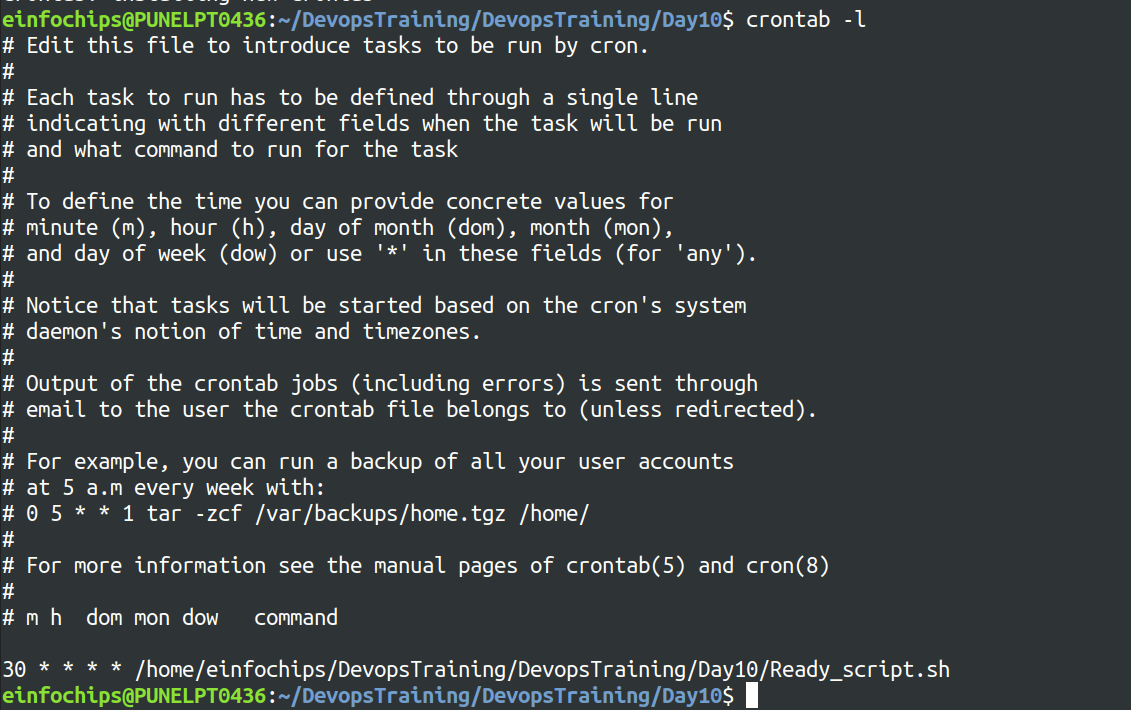 einfochips@PUNELPT0436:~/DevopsTraining/DevopsTraining/Day10$ crontab -l
# Edit this file to introduce tasks to be run by cron.
#
# Each task to run has to be defined through a single line
# indicating with different fields when the task will be run
# and what command to run for the task
#
# To define the time you can provide concrete values for
# minute (m), hour (h), day of month (dom), month (mon),
# and day of week (dow) or use '*' in these fields (for 'any').
#
# Notice that tasks will be started based on the cron's system
# daemon's notion of time and timezones.
#
# Output of the crontab jobs (including errors) is sent through
# email to the user the crontab file belongs to (unless redirected).
#
# For example, you can run a backup of all your user accounts
# at 5 a.m every week with:
# 0 5 * * 1 tar -zcf /var/backups/home.tgz /home/
#
# For more information see the manual pages of crontab(5) and cron(8)
#
# m h  dom mon dow   command

30 * * * * /home/einfochips/DevopsTraining/DevopsTraining/Day10/Ready_script.sh
einfochips@PUNELPT0436:~/DevopsTraining/DevopsTraining/Day10$